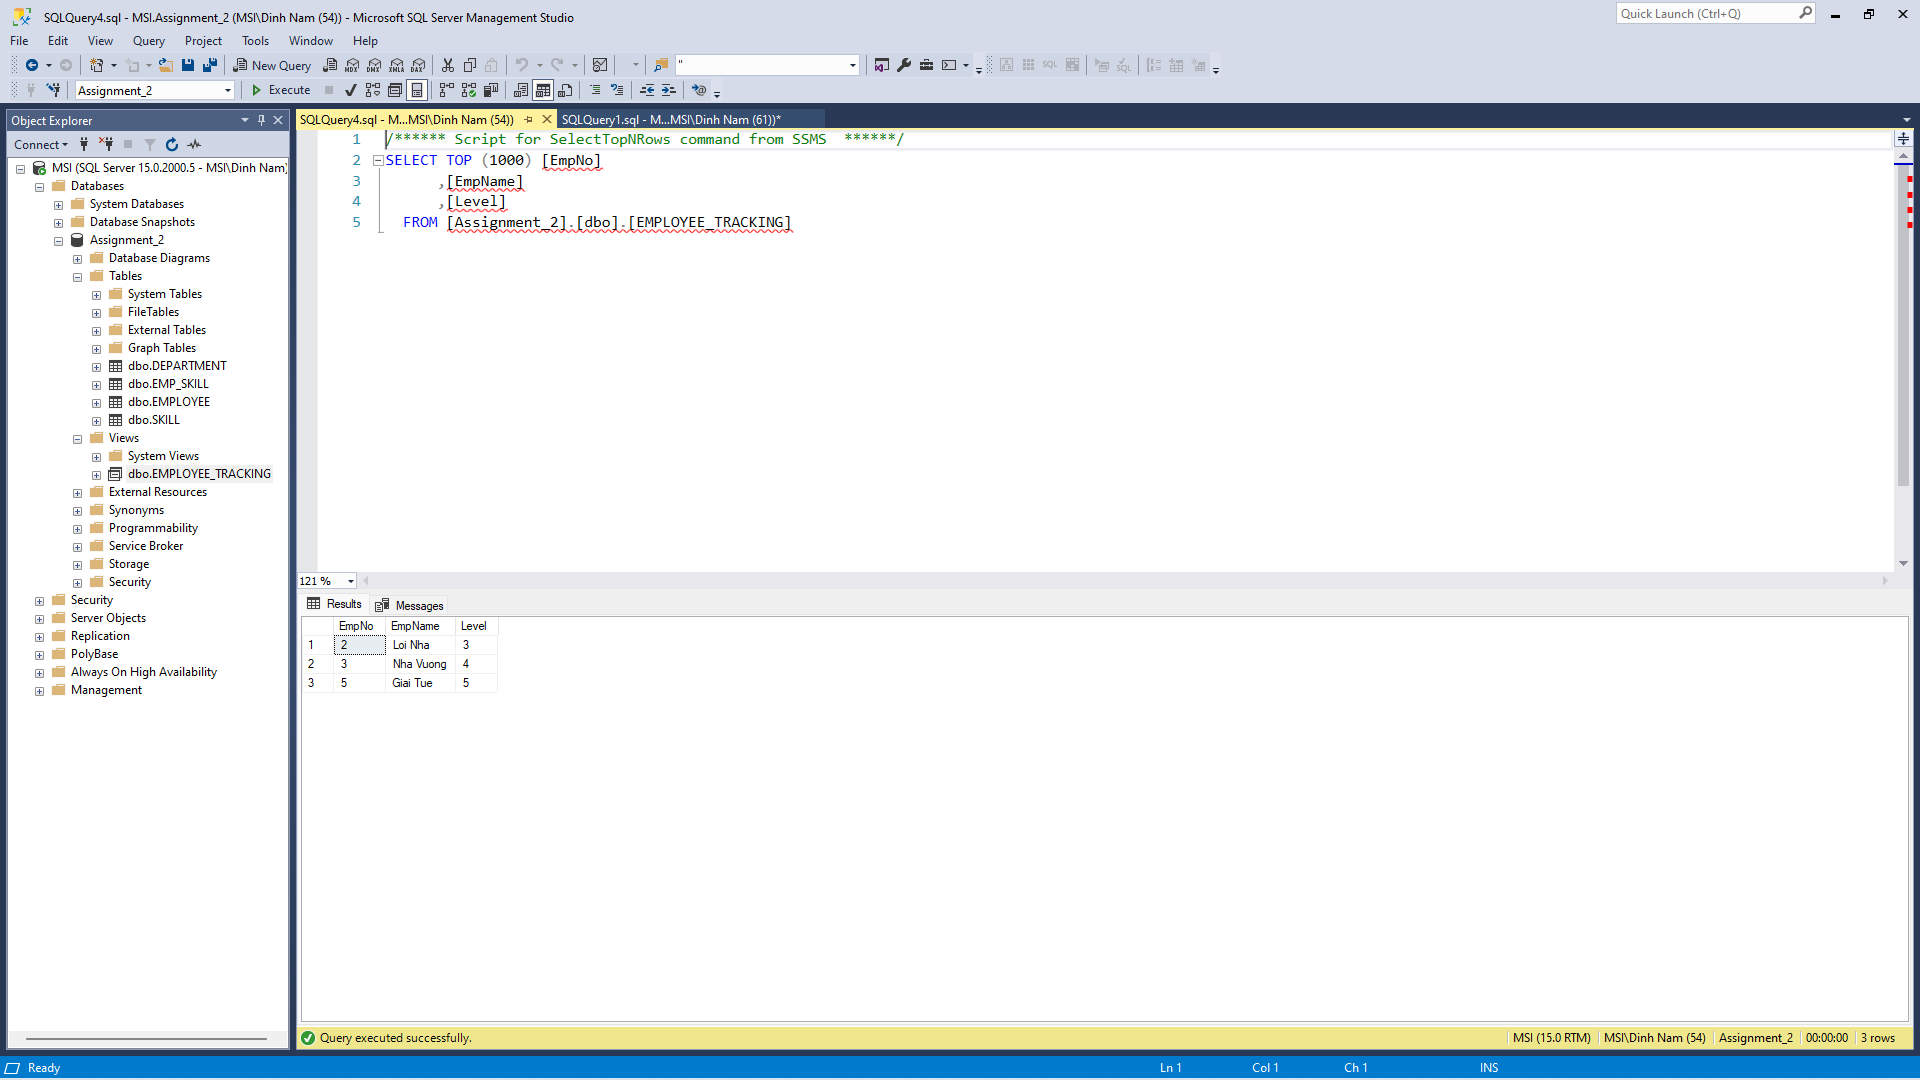 SQLQuery4.sql - MSI.Assignment_2 (MSI\Dinh Nam (54)) - Microsoft SQL Server Management Studio
Quick Launch (Ctrl+Q)
File Edit View Query Project Tools Window Help
New Query MDX DMX XMLA DAX " SQL
Assignment_2 Execute
Object Explorer
Connect
MSI (SQL Server 15.0.2000.5 - MSI\Dinh Nam)
Databases
System Databases
Database Snapshots
Assignment_2
Database Diagrams
Tables
System Tables
FileTables
External Tables
Graph Tables
dbo.DEPARTMENT
dbo.EMP_SKILL
dbo.EMPLOYEE
dbo.SKILL
Views
System Views
dbo.EMPLOYEE_TRACKING
External Resources
Synonyms
Programmability
Service Broker
Storage
Security
Security
Server Objects
Replication
PolyBase
Always On High Availability
Management
SQLQuery4.sql - M...MSI\Dinh Nam (54)) SQLQuery1.sql - M...MSI\Dinh Nam (61))*
1 /****** Script for SelectTopNRows command from SSMS ******/
2 SELECT TOP (1000) [EmpNo]
3 ,[EmpName]
4 ,[Level]
5 FROM [Assignment_2].[dbo].[EMPLOYEE_TRACKING]
121 %
Results Messages
EmpNo EmpName Level
1 2 Loi Nha 3
2 3 Nha Vuong 4
3 5 Giai Tue 5
Query executed successfully. MSI (15.0 RTM) MSI\Dinh Nam (54) Assignment_2 00:00:00 3 rows
Ready Ln 1 Col 1 Ch 1 INS